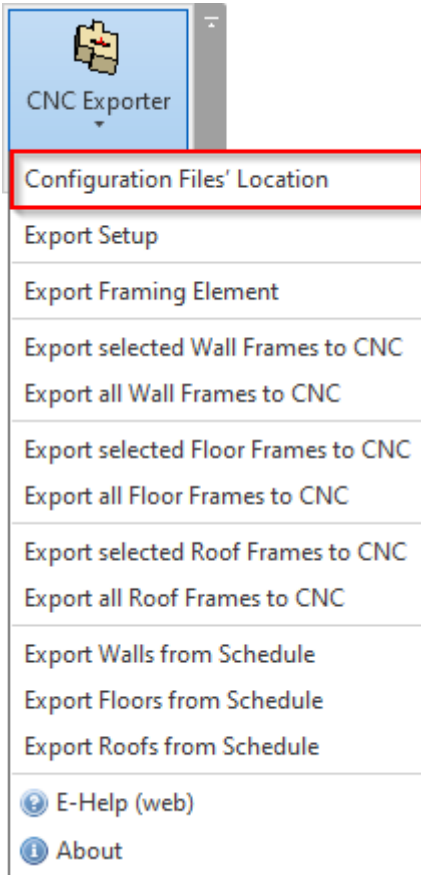 CNC Exporter
Configuration Files' Location
Export Setup
Export Framing Element
Export selected Wall Frames to CNC
Export all Wall Frames to CNC
Export selected Floor Frames to CNC
Export all Floor Frames to CNC
Export selected Roof Frames to CNC
Export all Roof Frames to CNC
Export Walls from Schedule
Export Floors from Schedule
Export Roofs from Schedule
E-Help (web)
About